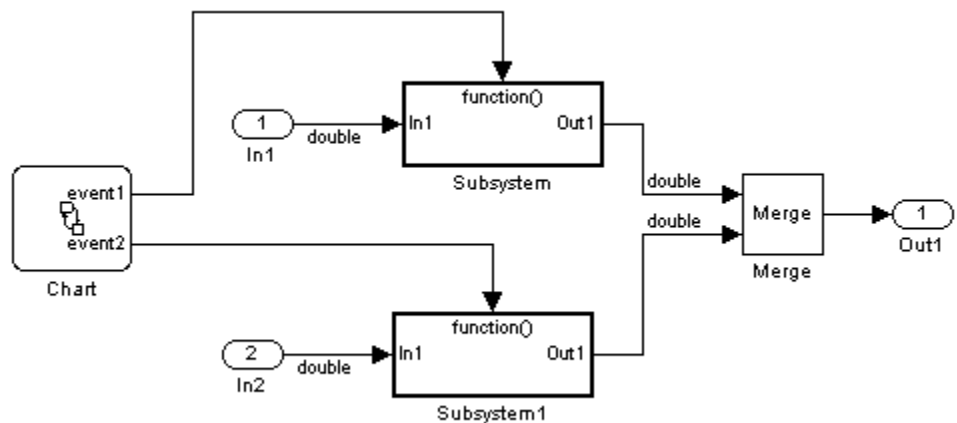 function()
1
In1
double
In1
Out1
Subsystem
event1
event2
Chart
double
double
Merge
Merge
1
Out1
function()
2
In2
double
In1
Out1
Subsystem1